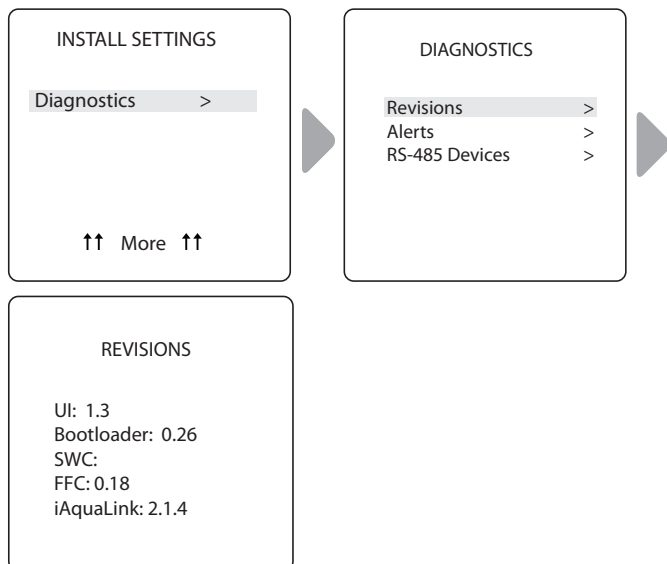 INSTALL SETTINGS
Diagnostics >
↑↑ More ↑↑
DIAGNOSTICS
Revisions >
Alerts >
RS-485 Devices >
REVISIONS
UI: 1.3
Bootloader: 0.26
SWC:
FFC: 0.18
iAquaLink: 2.1.4